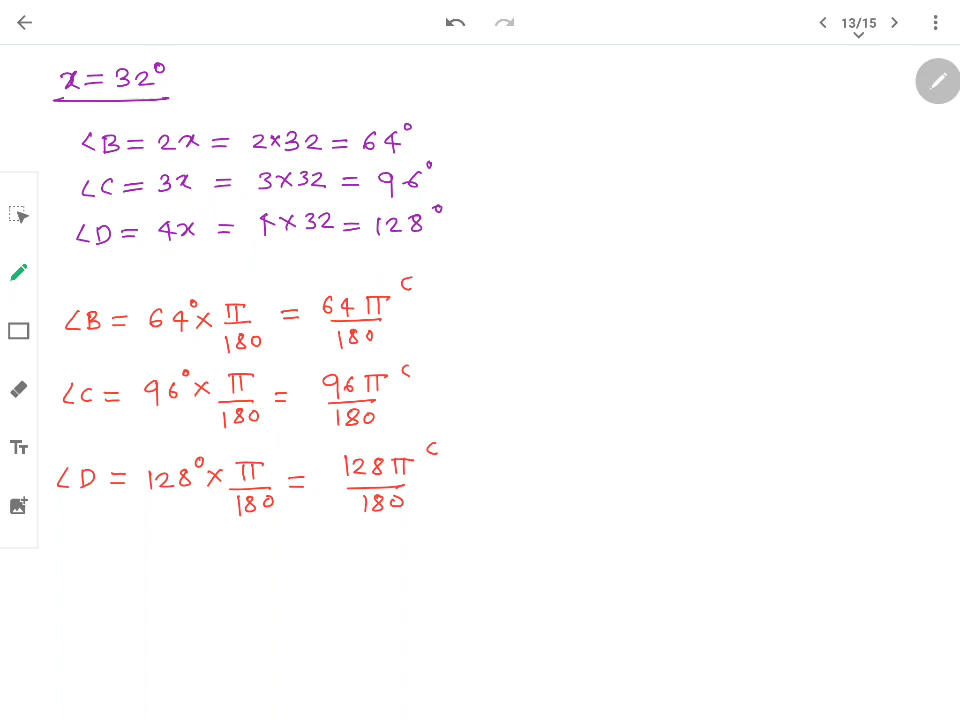 13/15
x = 32°
∠B = 2x = 2×32 = 64°
∠C = 3x = 3×32 = 96°
∠D = 4x = 4×32 = 128°
∠B = 64° × π/180 = 64π/180 ᶜ
∠C = 96° × π/180 = 96π/180 ᶜ
∠D = 128° × π/180 = 128π/180 ᶜ
Tт